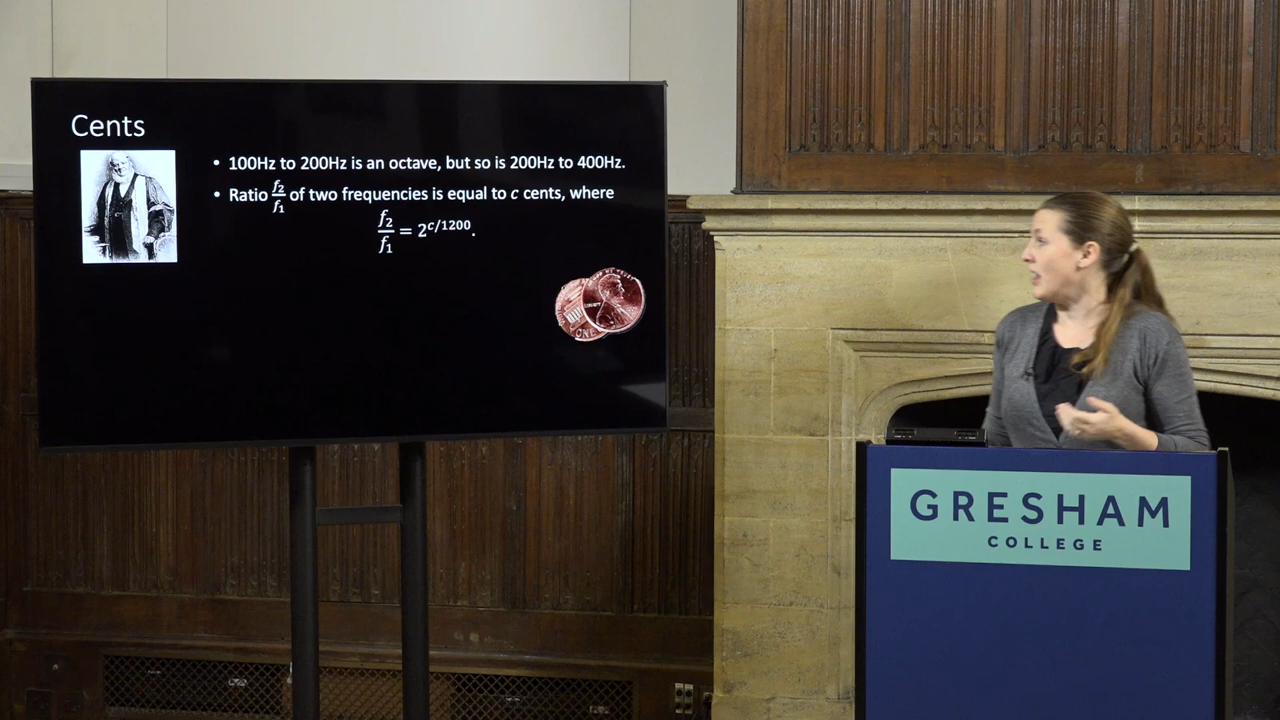 Cents
• 100Hz to 200Hz is an octave, but so is 200Hz to 400Hz.
• Ratio f₂/f₁ of two frequencies is equal to c cents, where
f₂/f₁ = 2^{c/1200}.
GRESHAM
COLLEGE